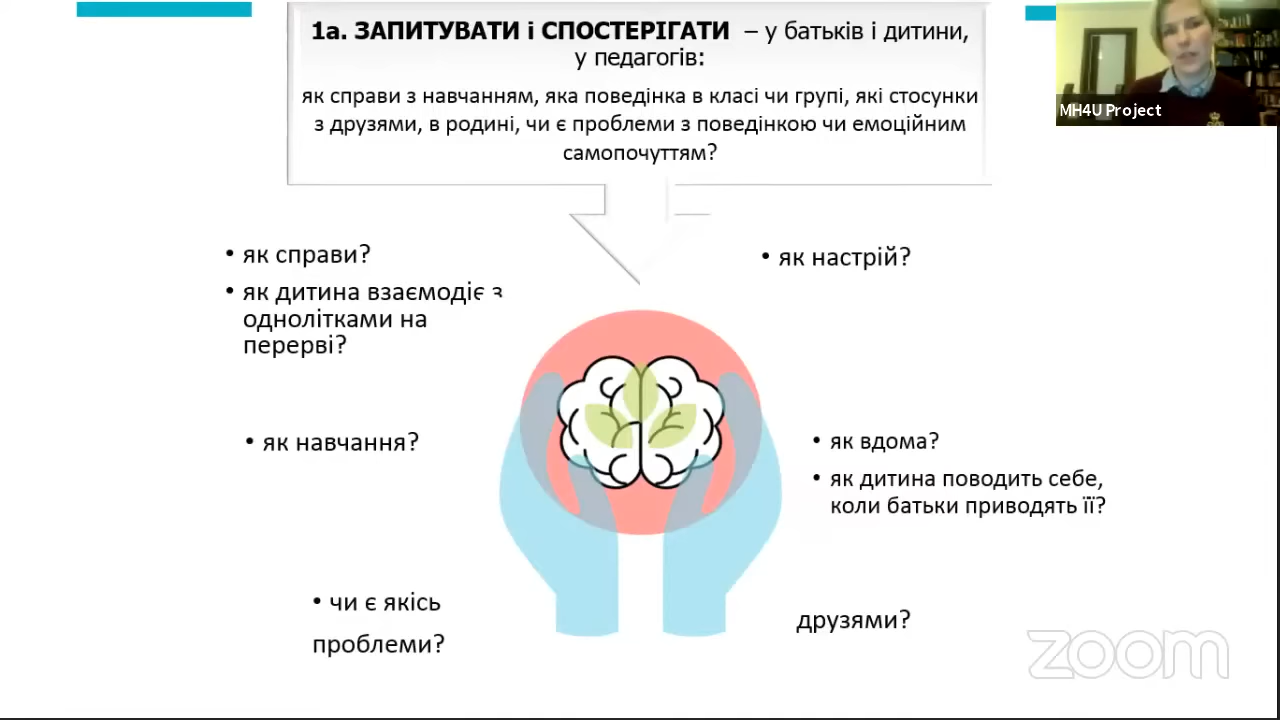 1а. ЗАПИТУВАТИ і СПОСТЕРІГАТИ – у батьків і дитини,
у педагогів:
як справи з навчанням, яка поведінка в класі чи групі, які стосунки
з друзями, в родині, чи є проблеми з поведінкою чи емоційним
самопочуттям?
MH4U Project
• як справи?
• як дитина взаємодіє з
однолітками на
перерві?
• як настрій?
• як навчання?
• як вдома?
• як дитина поводить себе,
коли батьки приводять її?
• чи є якісь
проблеми?
друзями?
zoom